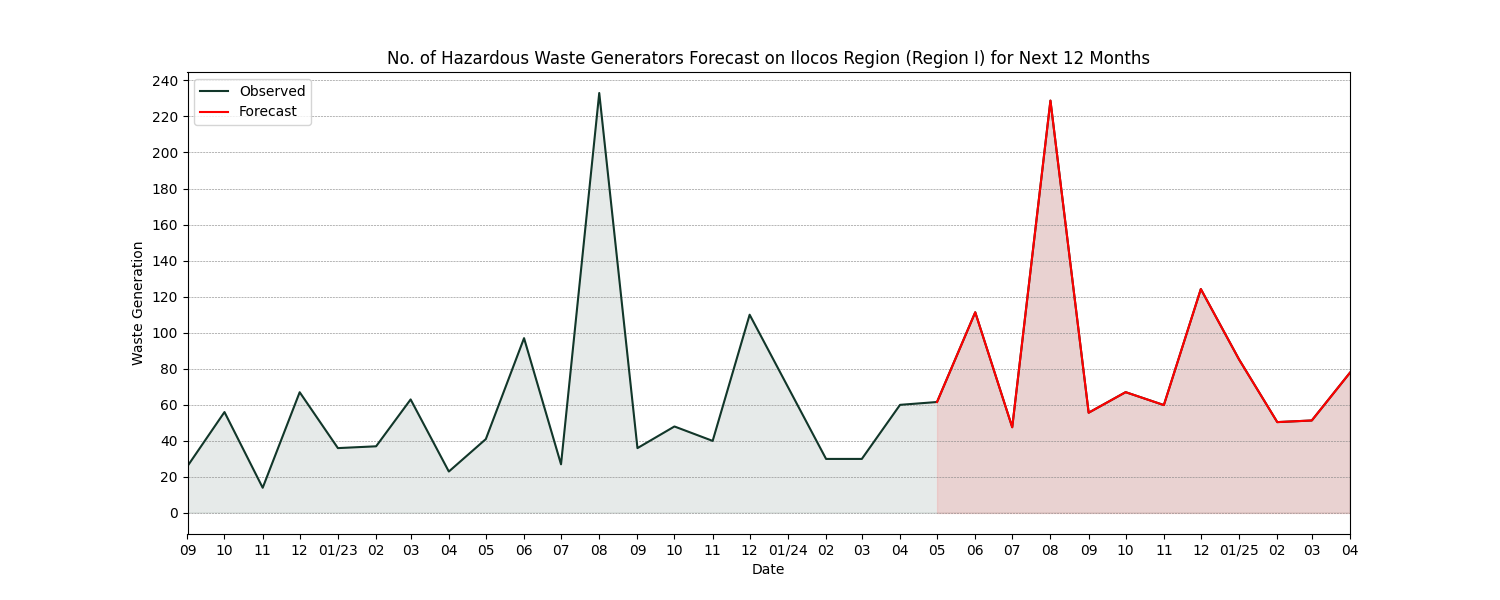 No. of Hazardous Waste Generators Forecast on Ilocos Region (Region I) for Next 12 Months
Observed
Forecast
Waste Generation
240
220
200
180
160
140
120
100
80
60
40
20
0
09 10 11 12 01/23 02 03 04 05 06 07 08 09 10 11 12 01/24 02 03 04 05 06 07 08 09 10 11 12 01/25 02 03 04
Date